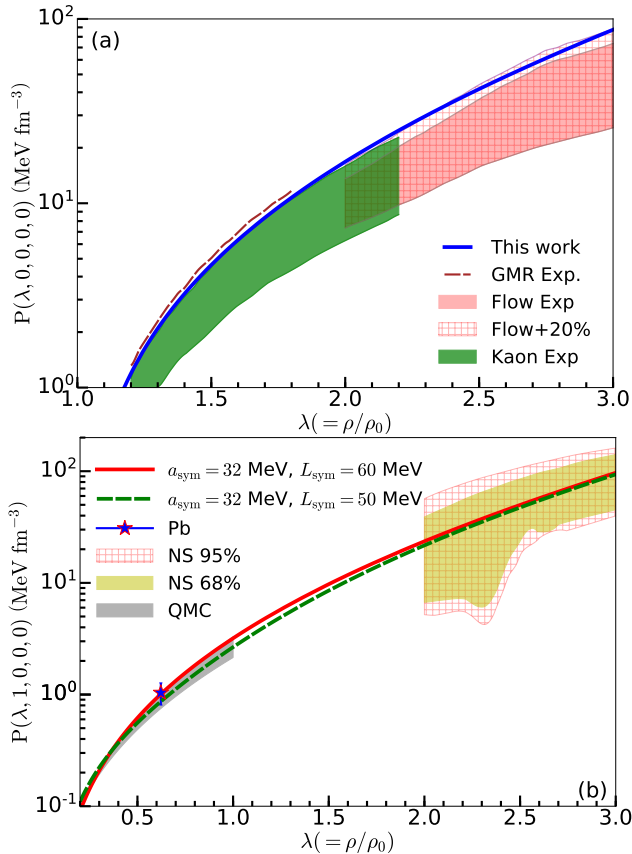 (a)
P(λ, 0, 0, 0, 0) (MeV fm⁻³)
10²
10¹
10⁰
This work
GMR Exp.
Flow Exp
Flow+20%
Kaon Exp
1.0 1.5 2.0 2.5 3.0
λ(= ρ/ρ₀)
P(λ, 1, 0, 0, 0) (MeV fm⁻³)
10²
10¹
10⁰
10⁻¹
a_sym = 32 MeV, L_sym = 60 MeV
a_sym = 32 MeV, L_sym = 50 MeV
Pb
NS 95%
NS 68%
QMC
(b)
0.5 1.0 1.5 2.0 2.5 3.0
λ(= ρ/ρ₀)